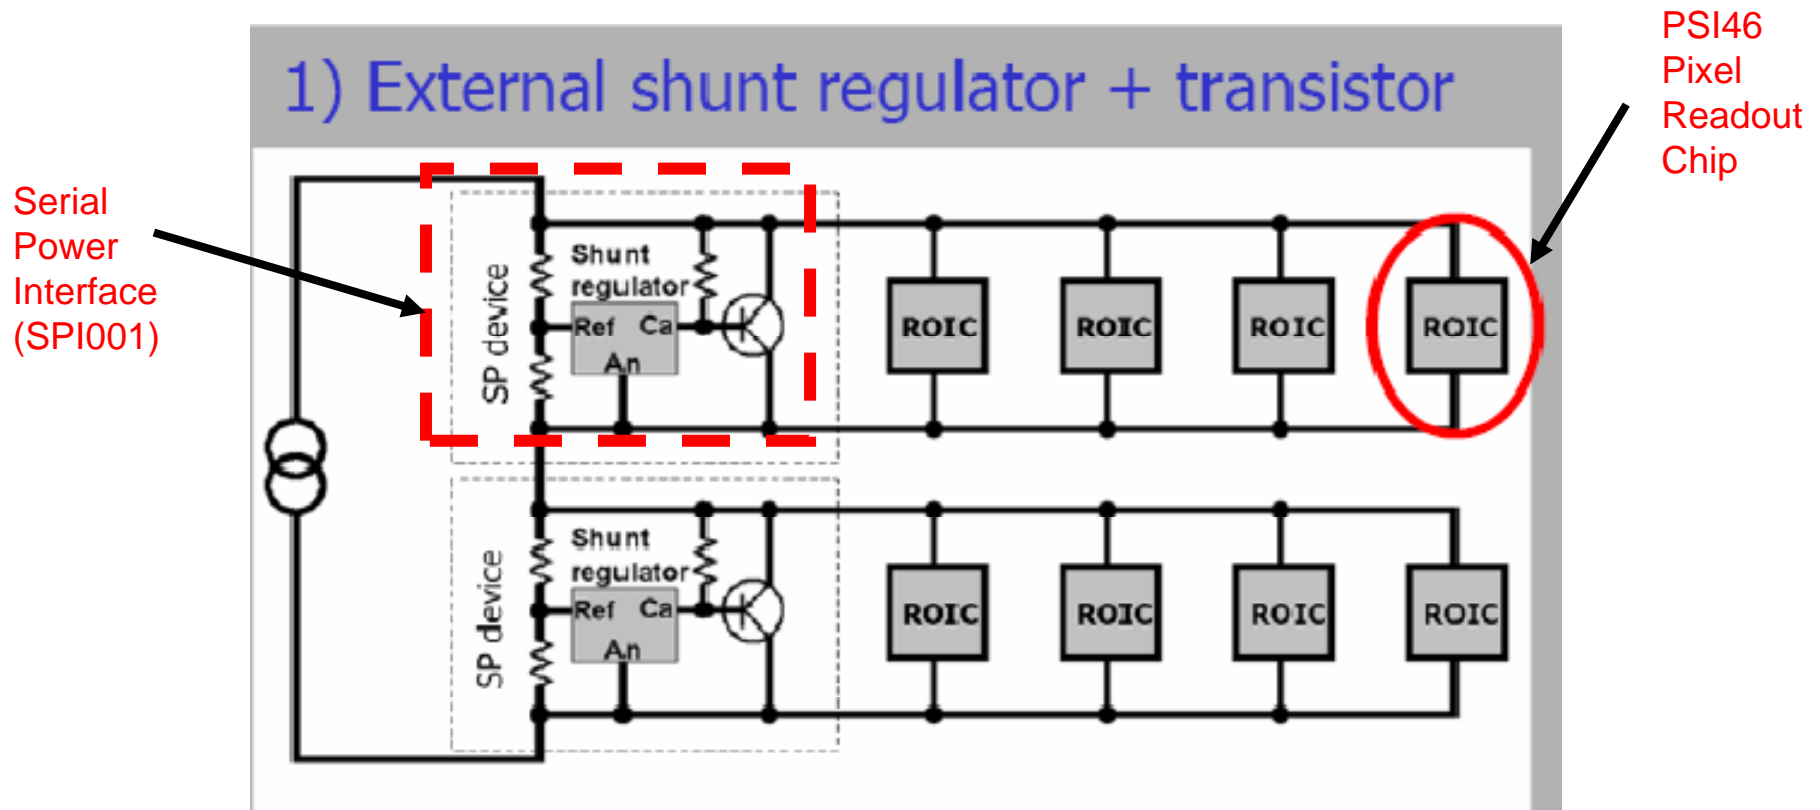 1) External shunt regulator + transistor
PSI46
Pixel
Readout
Chip
Serial
Power
Interface
(SPI001)
SP device
Shunt
regulator
Ref
Ca
An
ROIC
ROIC
ROIC
ROIC
SP device
Shunt
regulator
Ref
Ca
An
ROIC
ROIC
ROIC
ROIC